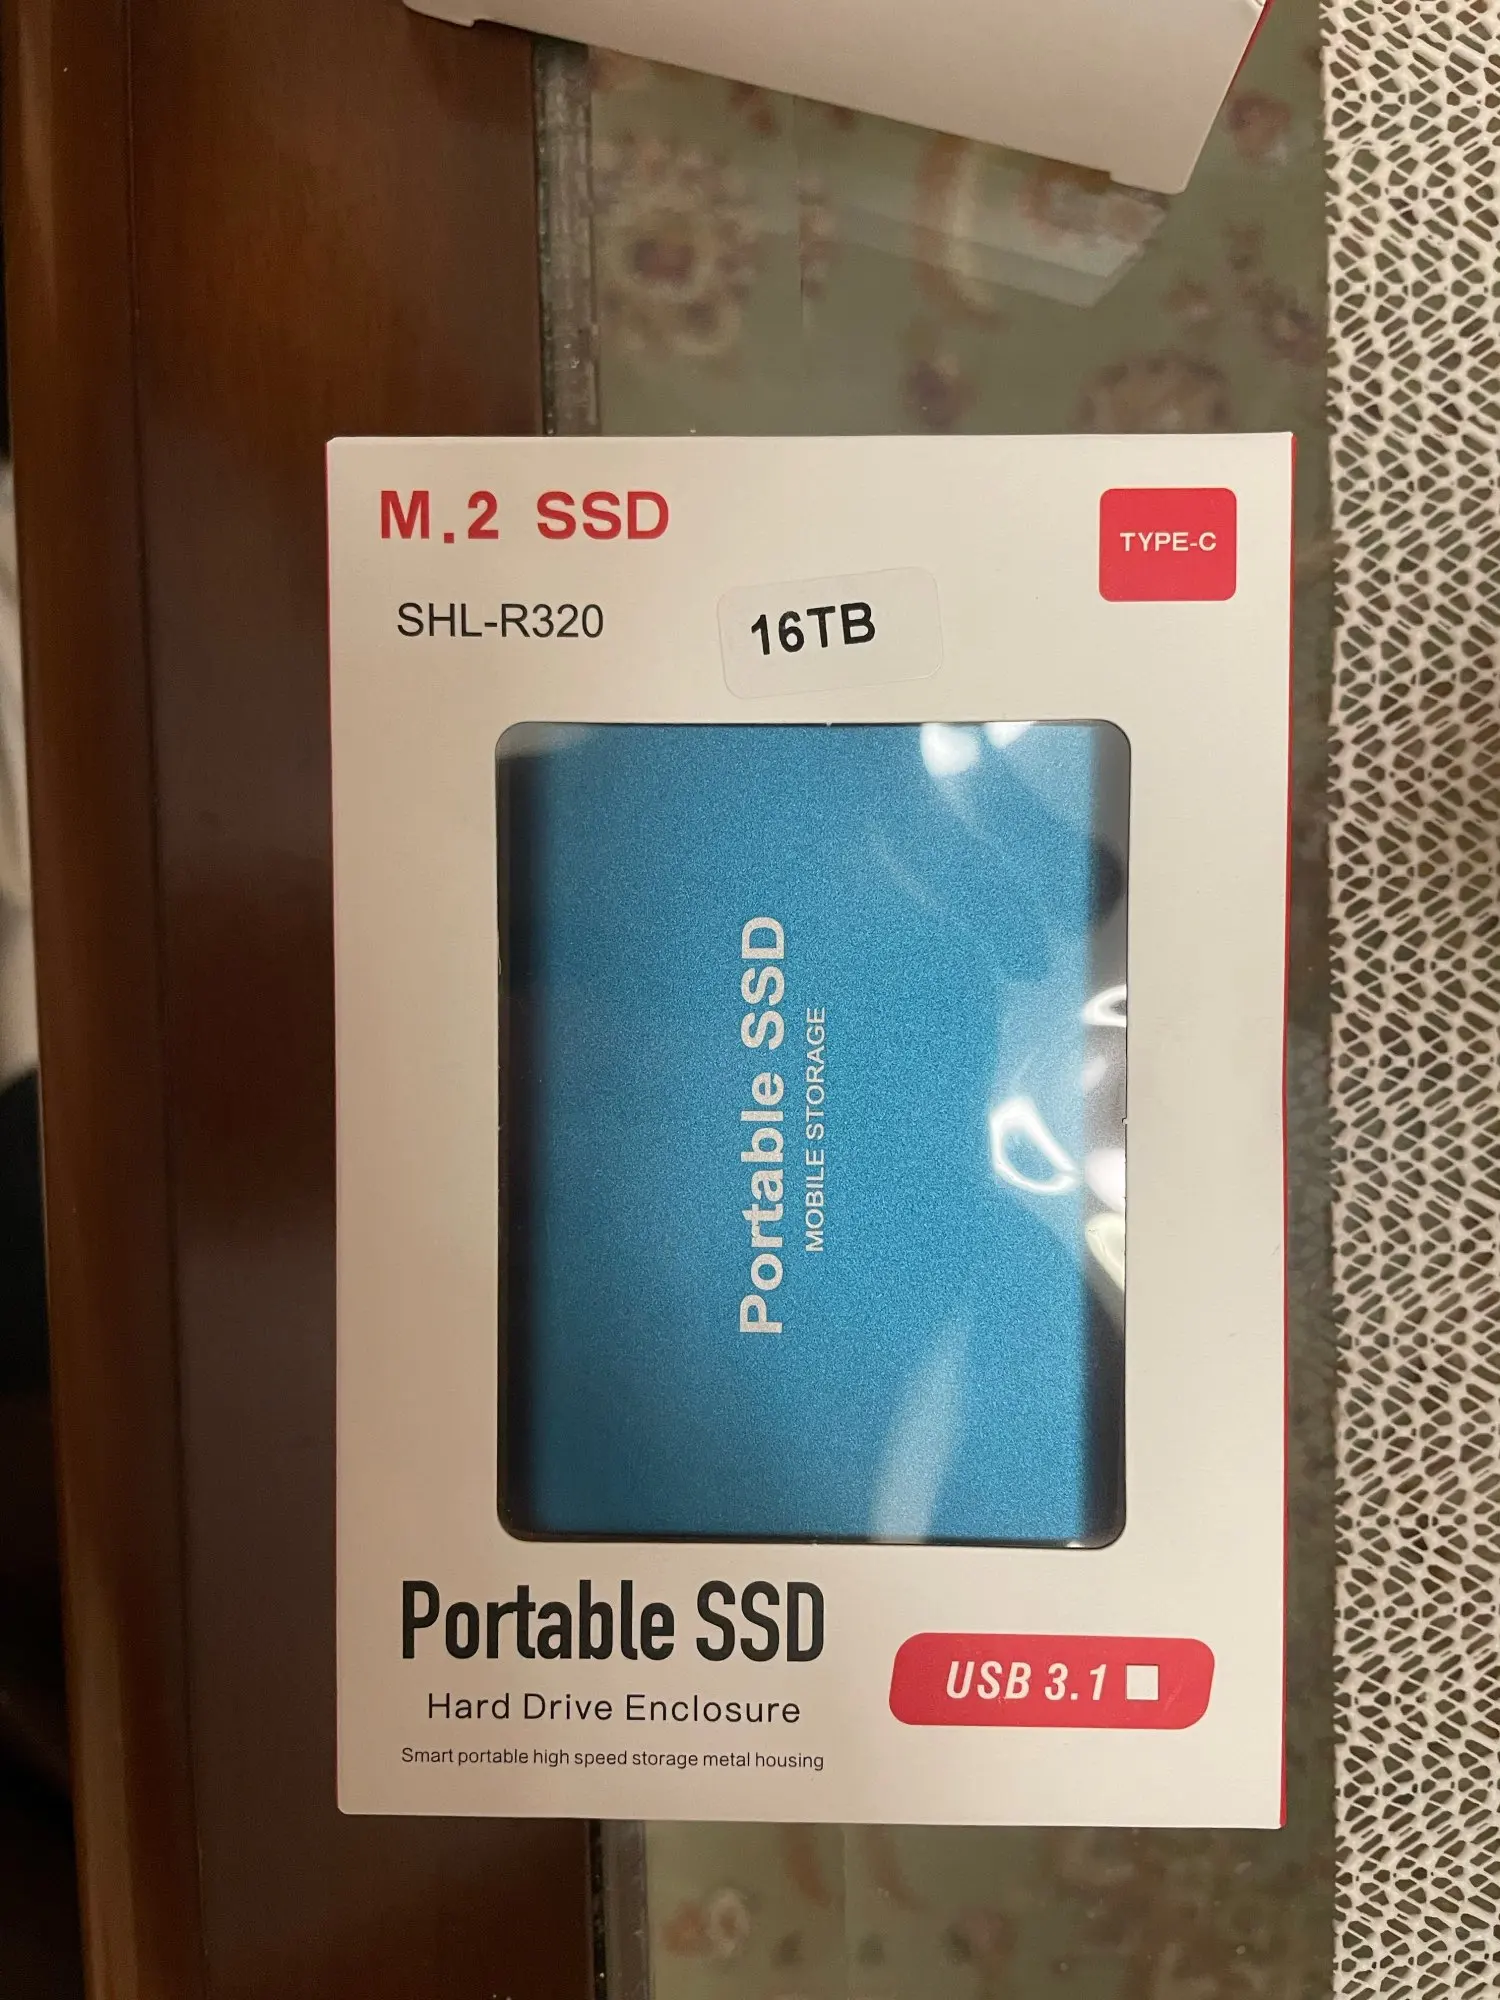 M.2 SSD
TYPE-C
SHL-R320
16TB
Portable SSD
MOBILE STORAGE
Portable SSD
Hard Drive Enclosure
Smart portable high speed storage metal housing
USB 3.1